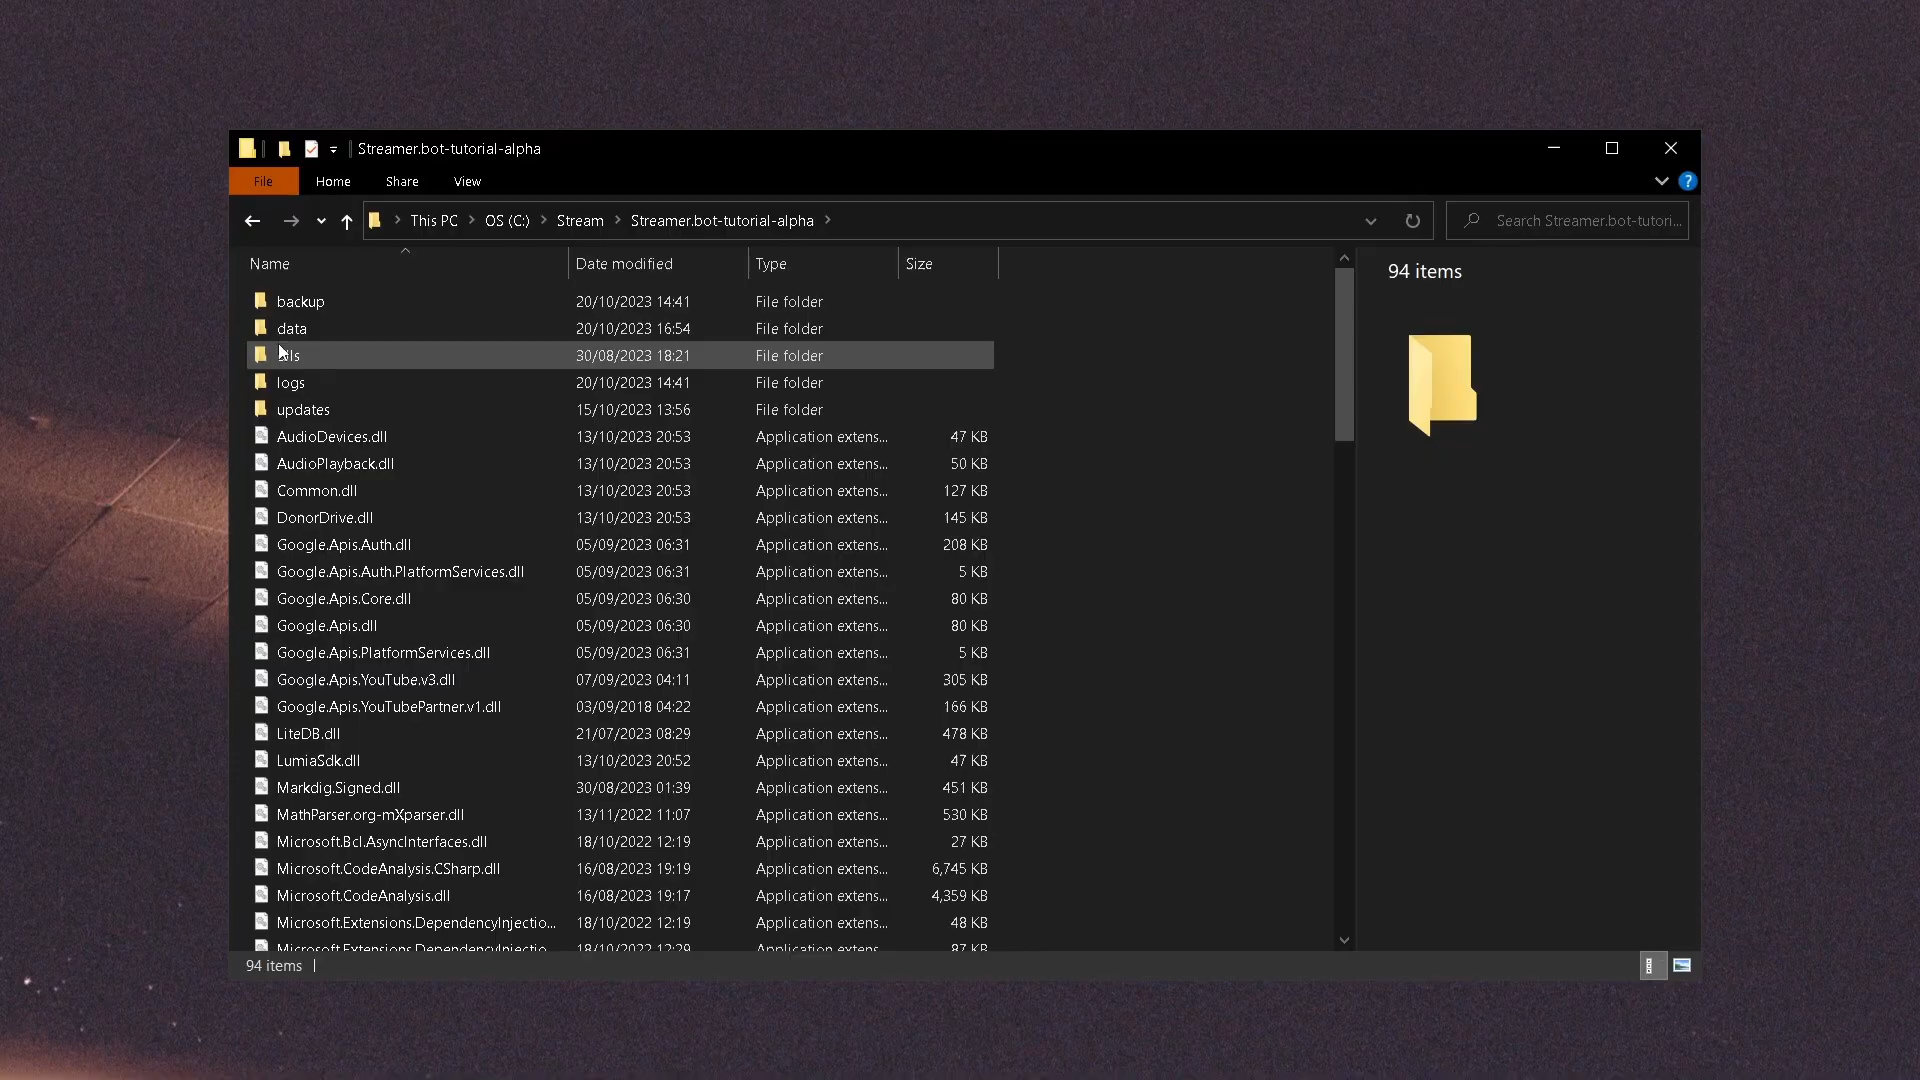 Streamer.bot-tutorial-alpha
File Home Share View
This PC OS (C:) Stream Streamer.bot-tutorial-alpha Search Streamer.bot-tutori...
Name Date modified Type Size
94 items
backup 20/10/2023 14:41 File folder
data 20/10/2023 16:54 File folder
30/08/2023 18:21 File folder
logs 20/10/2023 14:41 File folder
updates 15/10/2023 13:56 File folder
AudioDevices.dll 13/10/2023 20:53 Application extens... 47 KB
AudioPlayback.dll 13/10/2023 20:53 Application extens... 50 KB
Common.dll 13/10/2023 20:53 Application extens... 127 KB
DonorDrive.dll 13/10/2023 20:53 Application extens... 145 KB
Google.Apis.Auth.dll 05/09/2023 06:31 Application extens... 208 KB
Google.Apis.Auth.PlatformServices.dll 05/09/2023 06:31 Application extens... 5 KB
Google.Apis.Core.dll 05/09/2023 06:30 Application extens... 80 KB
Google.Apis.dll 05/09/2023 06:30 Application extens... 80 KB
Google.Apis.PlatformServices.dll 05/09/2023 06:31 Application extens... 5 KB
Google.Apis.YouTube.v3.dll 07/09/2023 04:11 Application extens... 305 KB
Google.Apis.YouTubePartner.v1.dll 03/09/2018 04:22 Application extens... 166 KB
LiteDB.dll 21/07/2023 08:29 Application extens... 478 KB
LumiaSdk.dll 13/10/2023 20:52 Application extens... 47 KB
Markdig.Signed.dll 30/08/2023 01:39 Application extens... 451 KB
MathParser.org-mXparser.dll 13/11/2022 11:07 Application extens... 530 KB
Microsoft.Bcl.AsyncInterfaces.dll 18/10/2022 12:19 Application extens... 27 KB
Microsoft.CodeAnalysis.CSharp.dll 16/08/2023 19:19 Application extens... 6,745 KB
Microsoft.CodeAnalysis.dll 16/08/2023 19:17 Application extens... 4,359 KB
Microsoft.Extensions.DependencyInjectio... 18/10/2022 12:19 Application extens... 48 KB
Microsoft.Extensions.DependencyInjectio... 18/10/2022 12:29 Application extens... 87 KB
94 items